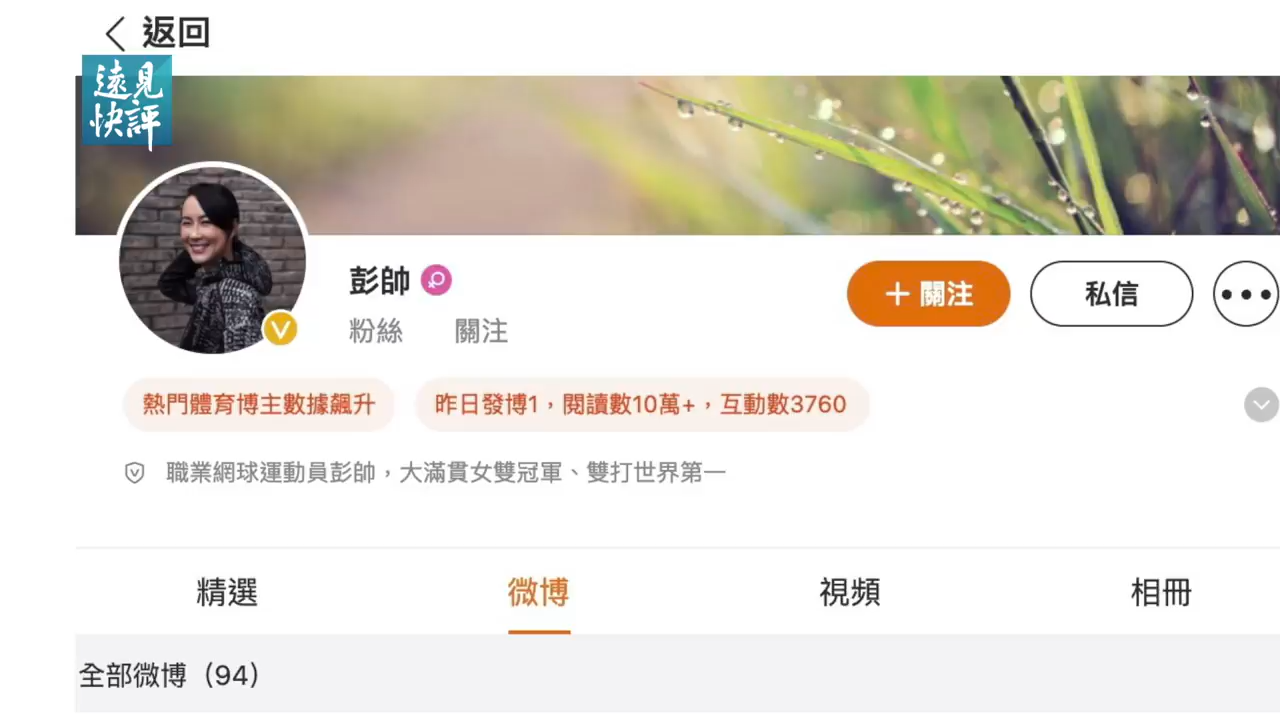 返回
遠見
快評
彭帥
粉絲 關注
+ 關注
私信
熱門體育博主數據飆升
昨日發博1，閱讀數10萬+，互動數3760
職業網球運動員彭帥，大滿貫女雙冠軍、雙打世界第一
精選 微博 視頻 相冊
全部微博（94）